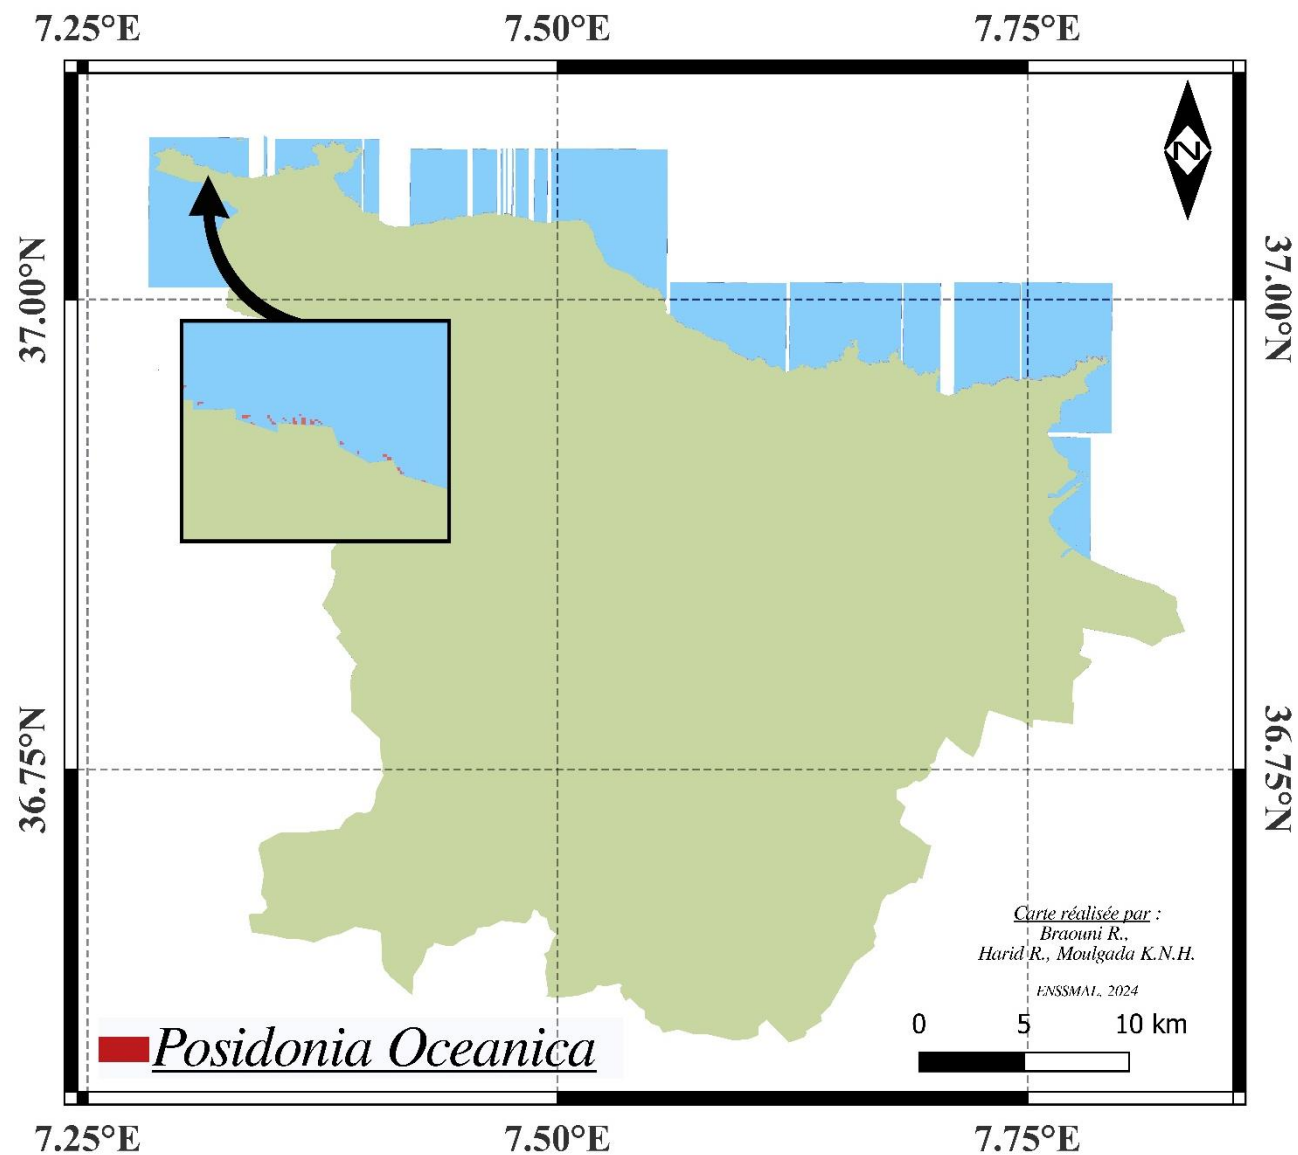 7.25°E 7.50°E 7.75°E
N
37.00°N 37.00°N
36.75°N 36.75°N
Carte réalisée par :
Braouni R.,
Harid R., Moulgada K.N.H.
ENSSMAL, 2024
0 5 10 km
Posidonia Oceanica
7.25°E 7.50°E 7.75°E